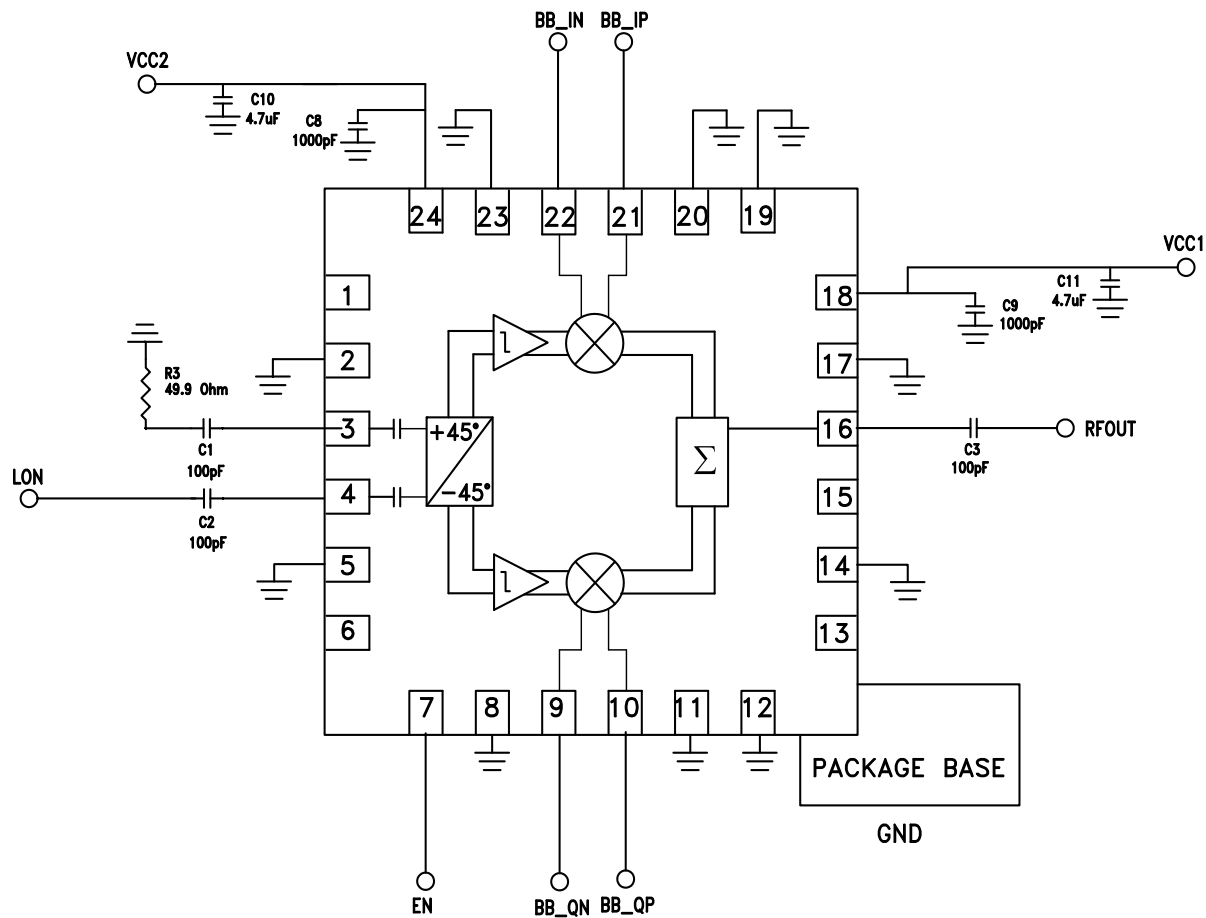 BB_IN BB_IP
VCC2
C10
4.7uF
C8
1000pF
24 23 22 21 20 19
VCC1
1
18
C11
4.7uF
C9
1000pF
2
17
R3
49.9 Ohm
3
+45°
16
RFOUT
C1
100pF
C3
100pF
Σ
LON
4
-45°
15
C2
100pF
5
14
6
13
7 8 9 10 11 12
PACKAGE BASE
GND
EN
BB_QN
BB_QP